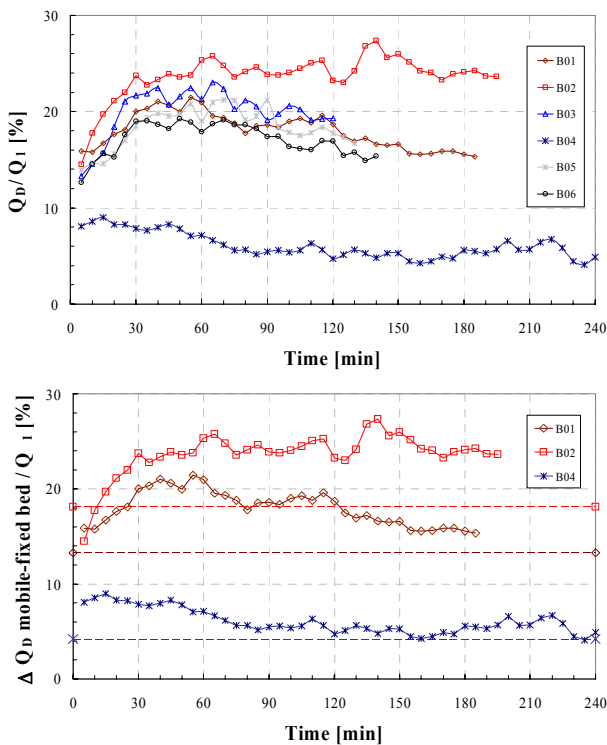 30
20
10
0
Q_D/ Q_1 [%]
B01
B02
B03
B04
B05
B06
0 30 60 90 120 150 180 210 240
Time [min]
30
20
10
0
Δ Q_D mobile-fixed bed / Q_1 [%]
B01
B02
B04
0 30 60 90 120 150 180 210 240
Time [min]